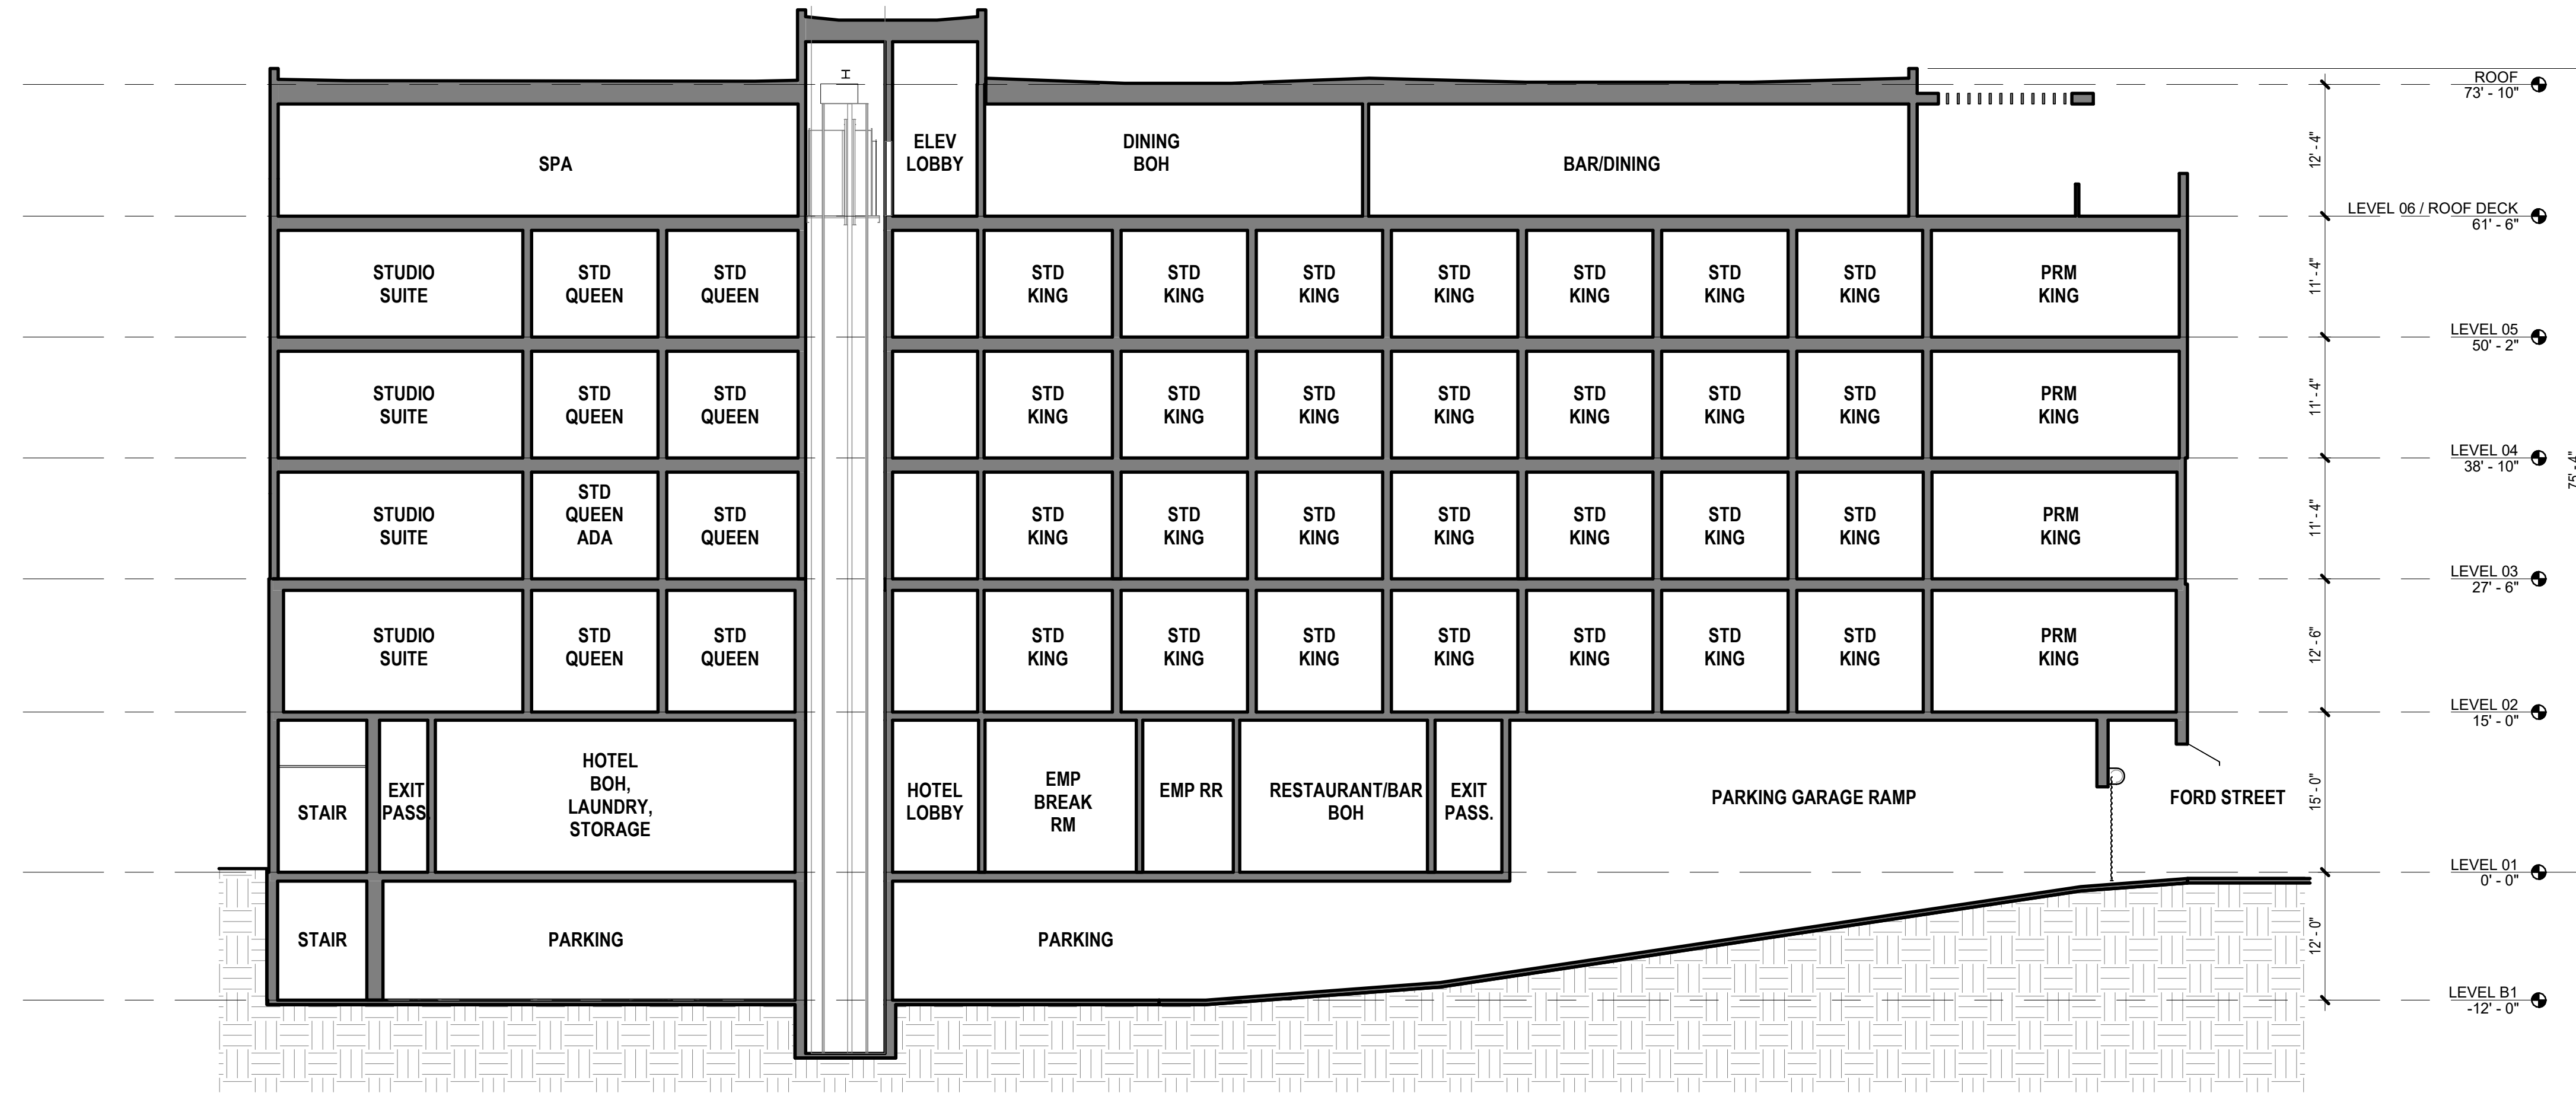 ROOF
73' - 10"
12' - 4"
SPA
ELEV
LOBBY
DINING
BOH
BAR/DINING
LEVEL 06 / ROOF DECK
61' - 6"
STUDIO
SUITE
STD
QUEEN
STD
QUEEN
STD
KING
STD
KING
STD
KING
STD
KING
STD
KING
STD
KING
STD
KING
PRM
KING
11' - 4"
LEVEL 05
50' - 2"
STUDIO
SUITE
STD
QUEEN
STD
QUEEN
STD
KING
STD
KING
STD
KING
STD
KING
STD
KING
STD
KING
STD
KING
PRM
KING
11' - 4"
LEVEL 04
38' - 10"
75' - 4"
STUDIO
SUITE
STD
QUEEN
ADA
STD
QUEEN
STD
KING
STD
KING
STD
KING
STD
KING
STD
KING
STD
KING
STD
KING
PRM
KING
11' - 4"
LEVEL 03
27' - 6"
STUDIO
SUITE
STD
QUEEN
STD
QUEEN
STD
KING
STD
KING
STD
KING
STD
KING
STD
KING
STD
KING
STD
KING
PRM
KING
12' - 6"
LEVEL 02
15' - 0"
STAIR
EXIT
PASS.
HOTEL
BOH,
LAUNDRY,
STORAGE
HOTEL
LOBBY
EMP
BREAK
RM
EMP RR
RESTAURANT/BAR
BOH
EXIT
PASS.
PARKING GARAGE RAMP
FORD STREET
15' - 0"
LEVEL 01
0' - 0"
STAIR
PARKING
PARKING
12' - 0"
LEVEL B1
-12' - 0"